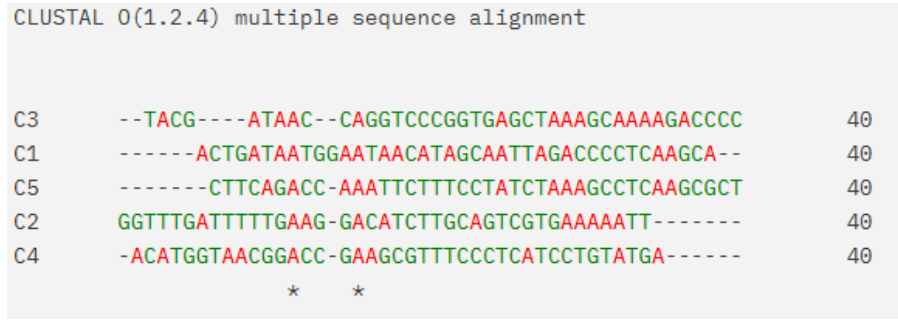 CLUSTAL O(1.2.4) multiple sequence alignment
C3 --TACG----ATAAC--CAGGTCCCGGTGAGCTAAAGCAAAAGACCCC 40
C1 ------ACTGATAATGGAATAACATAGCAATTAGACCCCTCAAGCA-- 40
C5 -------CTTCAGACC-AAATTCTTTCCTATCTAAAGCCTCAAGCGCT 40
C2 GGTTTGATTTTTGAAG-GACATCTTGCAGTCGTGAAAAATT------- 40
C4 -ACATGGTAACGGACC-GAAGCGTTTCCCTCATCCTGTATGA------ 40
* *